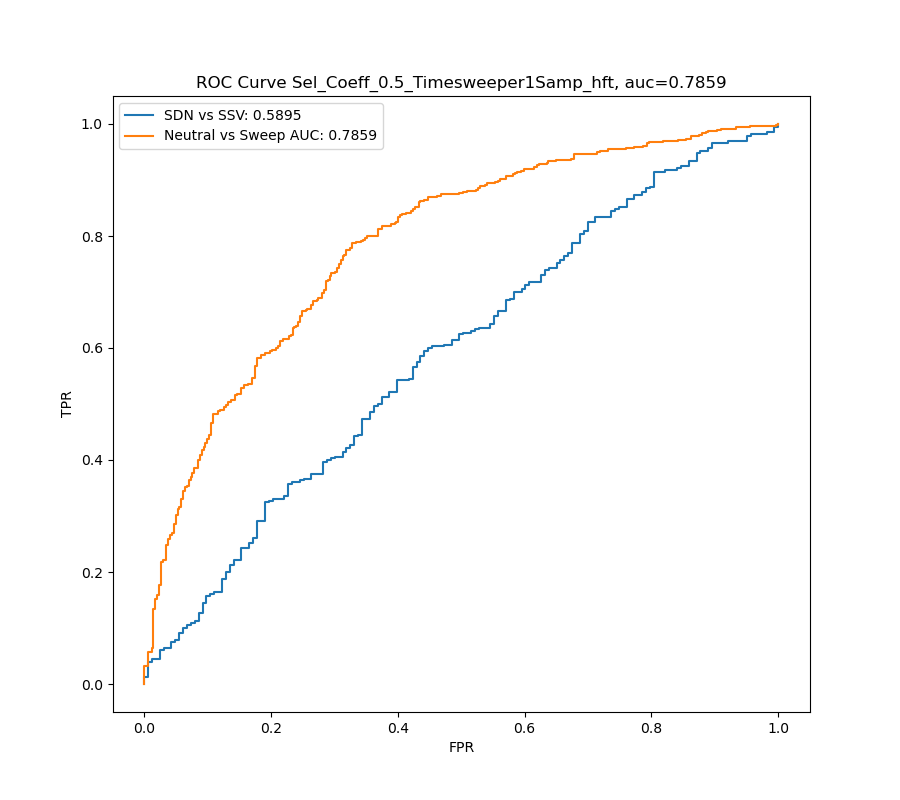 ROC Curve Sel_Coeff_0.5_Timesweeper1Samp_hft, auc=0.7859
SDN vs SSV: 0.5895
Neutral vs Sweep AUC: 0.7859
1.0
0.8
0.6
0.4
0.2
0.0
TPR
0.0 0.2 0.4 0.6 0.8 1.0
FPR